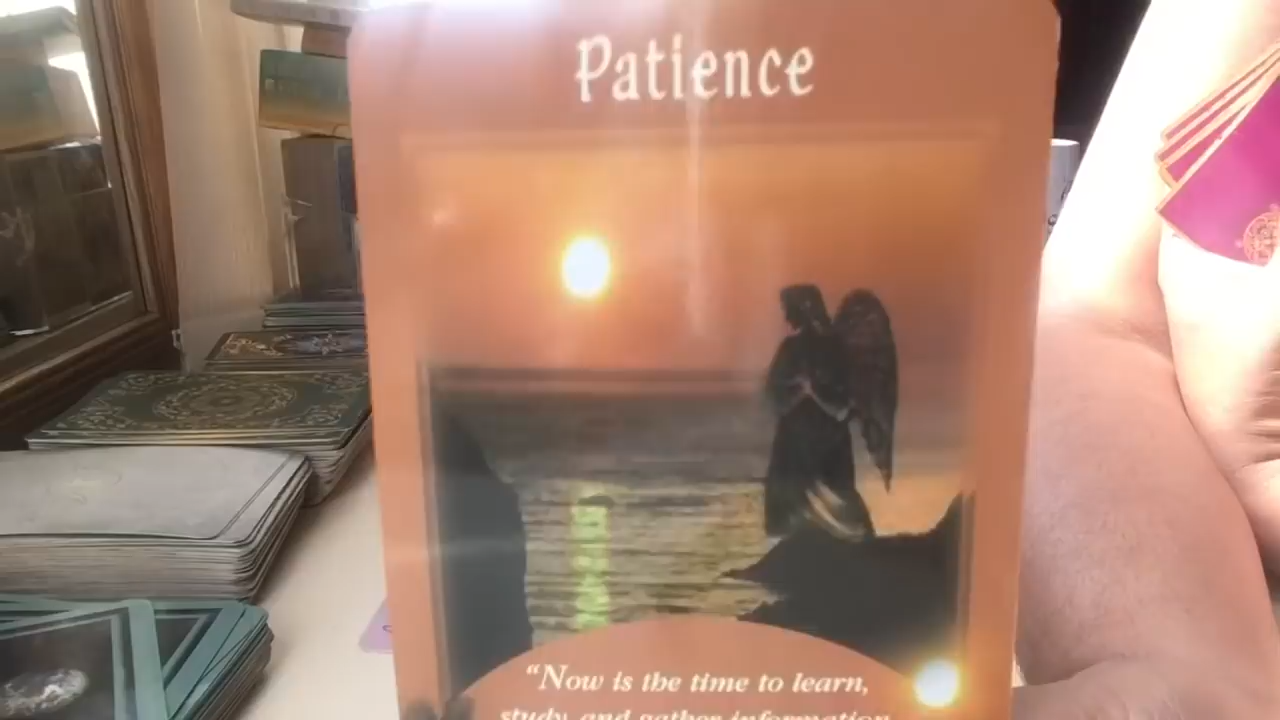 Patience
"Now is the time to learn,
study, and gather information